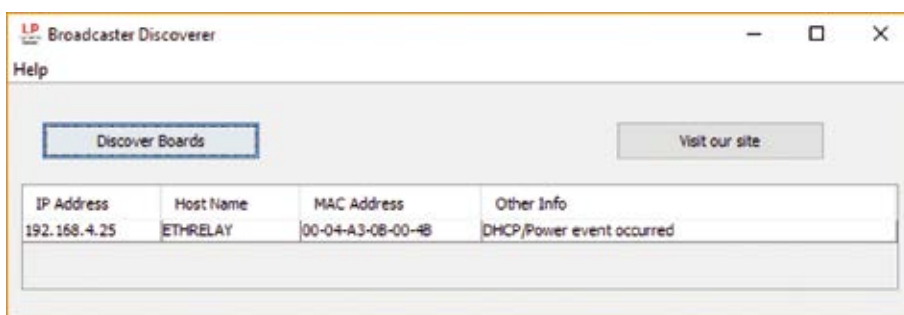 LP Broadcaster Discoverer
Help
Discover Boards Visit our site
IP Address Host Name MAC Address Other Info
192.168.4.25 ETHRELAY 00-04-A3-0B-00-4B DHCP/Power event occurred